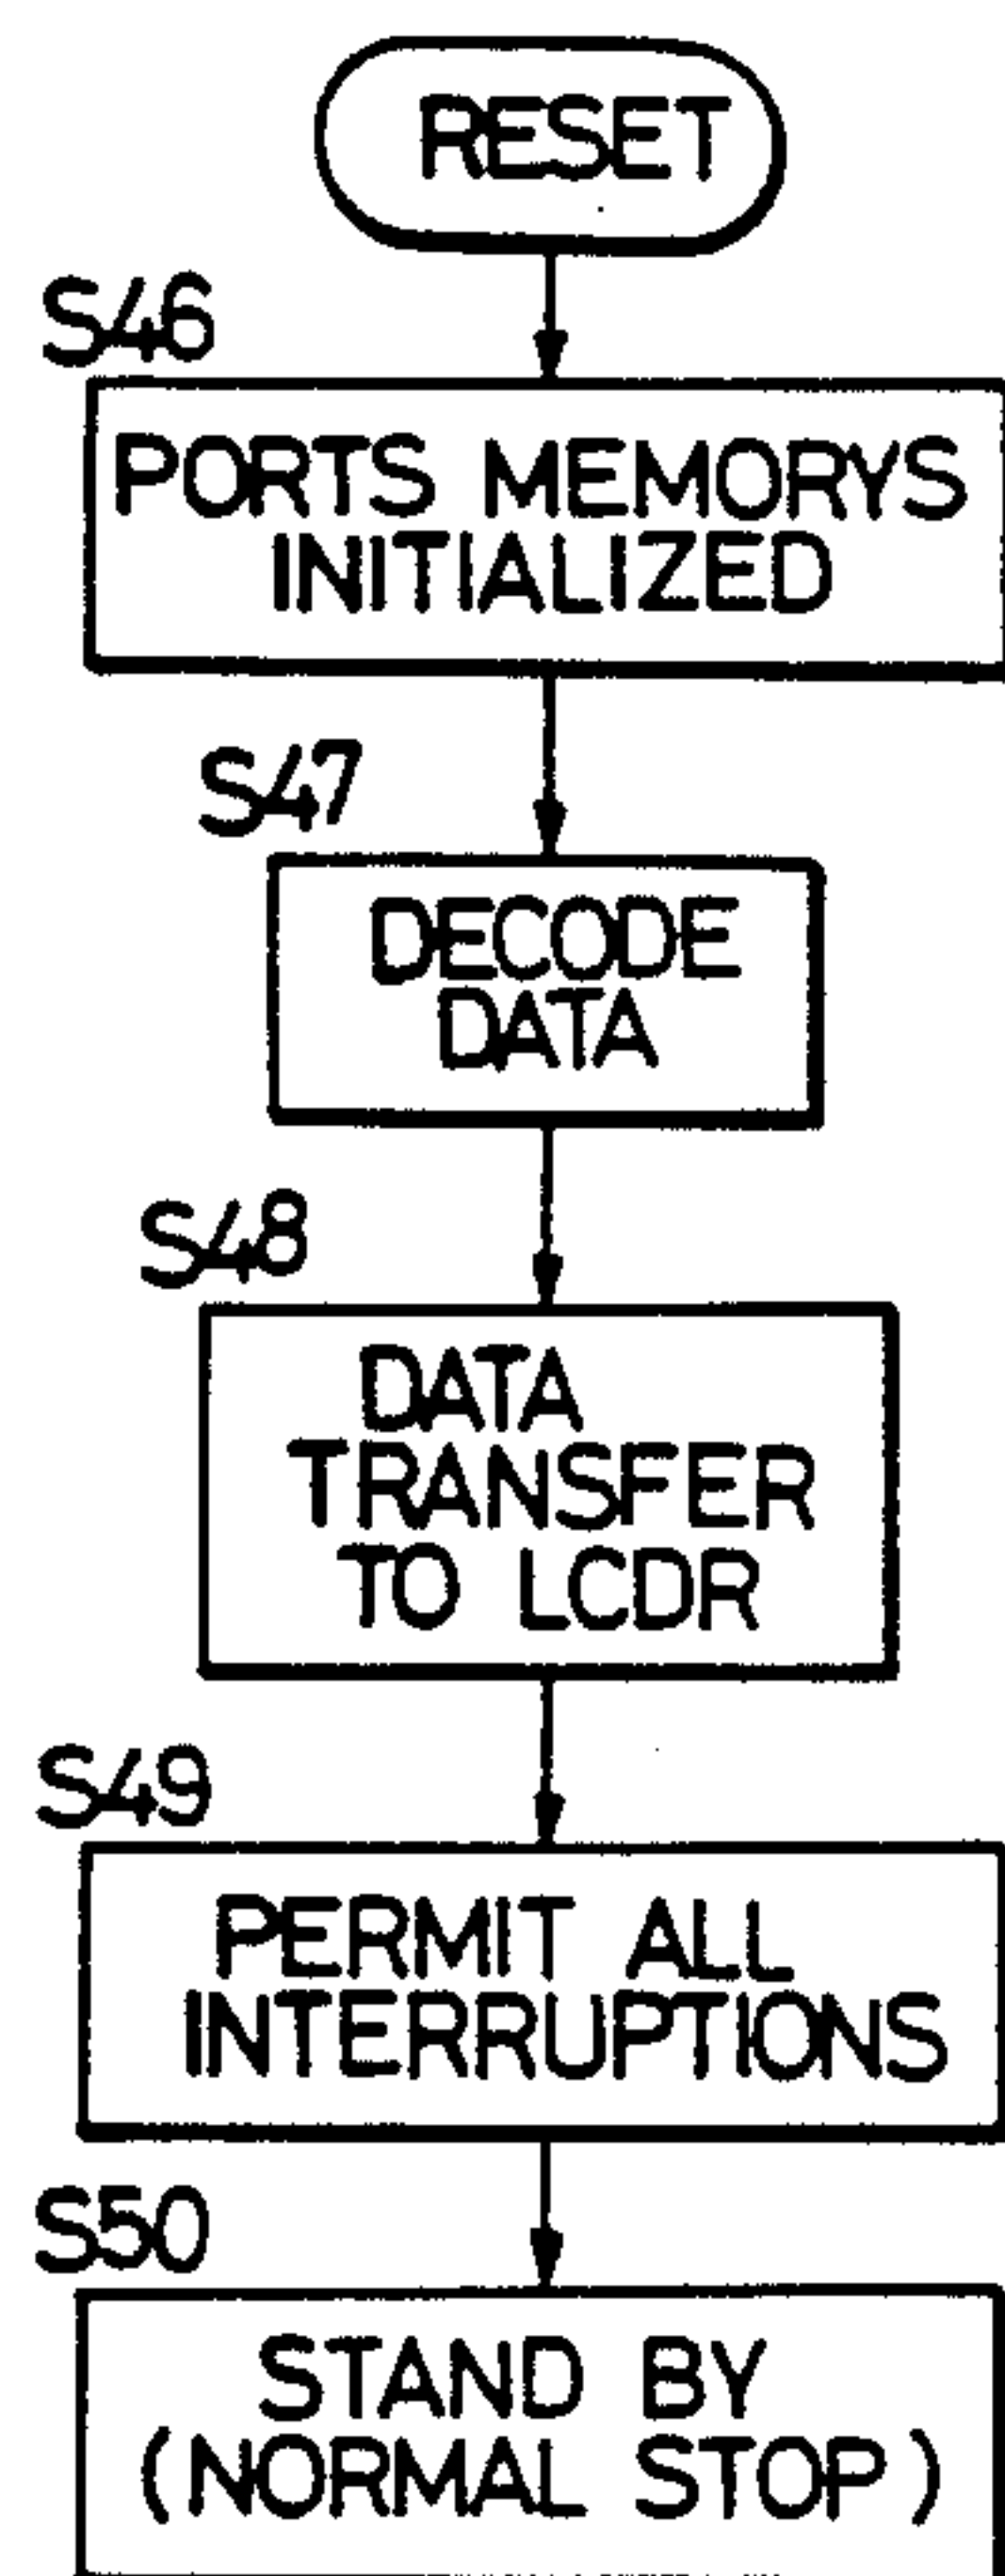 RESET
S46
PORTS MEMORYS
INITIALIZED
S47
DECODE
DATA
S48
DATA
TRANSFER
TO LCDR
S49
PERMIT ALL
INTERRUPTIONS
S50
STAND BY
(NORMAL STOP)